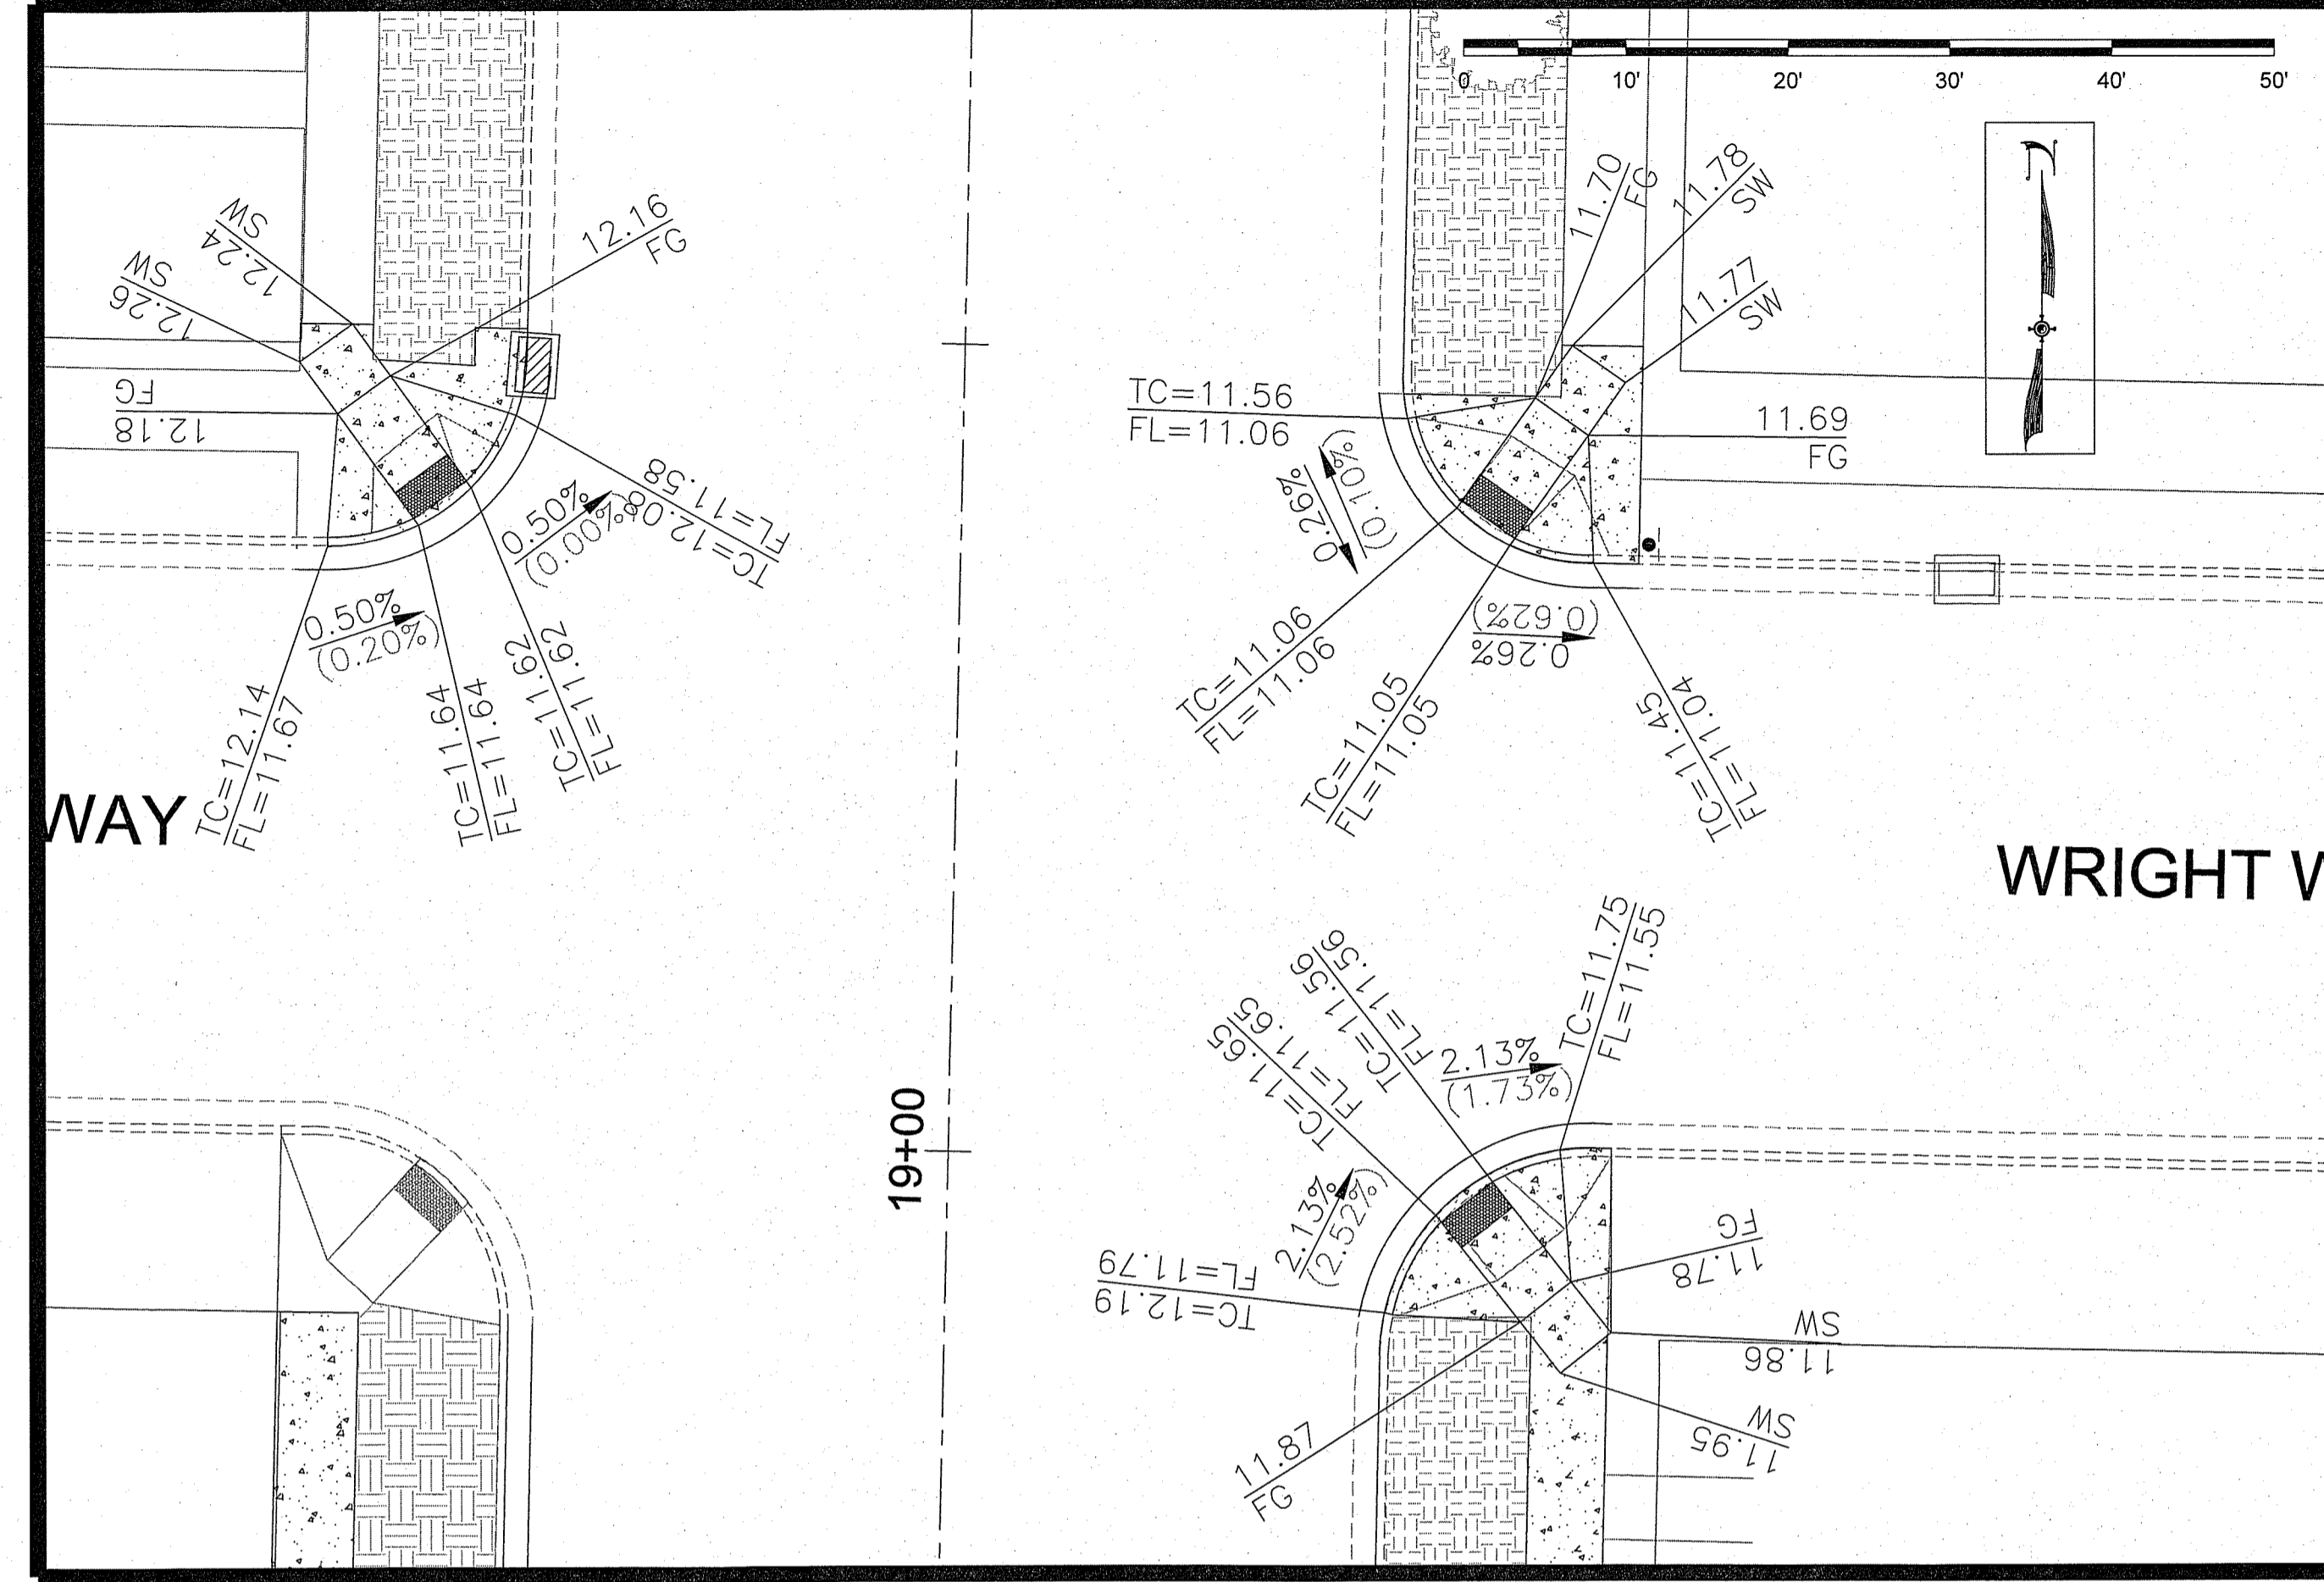 0 10' 20' 30' 40' 50'
SW
12.24
SW
12.26
FG
12.18
12.16
FG
TC=12.08
FL=11.58
0.50%
(0.00%)
0.50%
(0.20%)
TC=12.14
FL=11.67
TC=11.64
FL=11.64
TC=11.62
FL=11.62
11.70
FG
11.78
SW
11.77
SW
11.69
FG
TC=11.56
FL=11.06
0.26%
(0.10%)
(0.62%)
0.26%
TC=11.06
FL=11.06
TC=11.05
FL=11.05
TC=11.45
FL=11.04
WAY
WRIGHT W
19+00
TC=11.65
FL=11.65
TC=11.56
FL=11.56
TC=11.75
FL=11.55
2.13%
(1.73%)
2.13%
(2.52%)
FL=11.79
TC=12.19
FG
11.78
SW
11.86
SW
11.95
11.87
FG